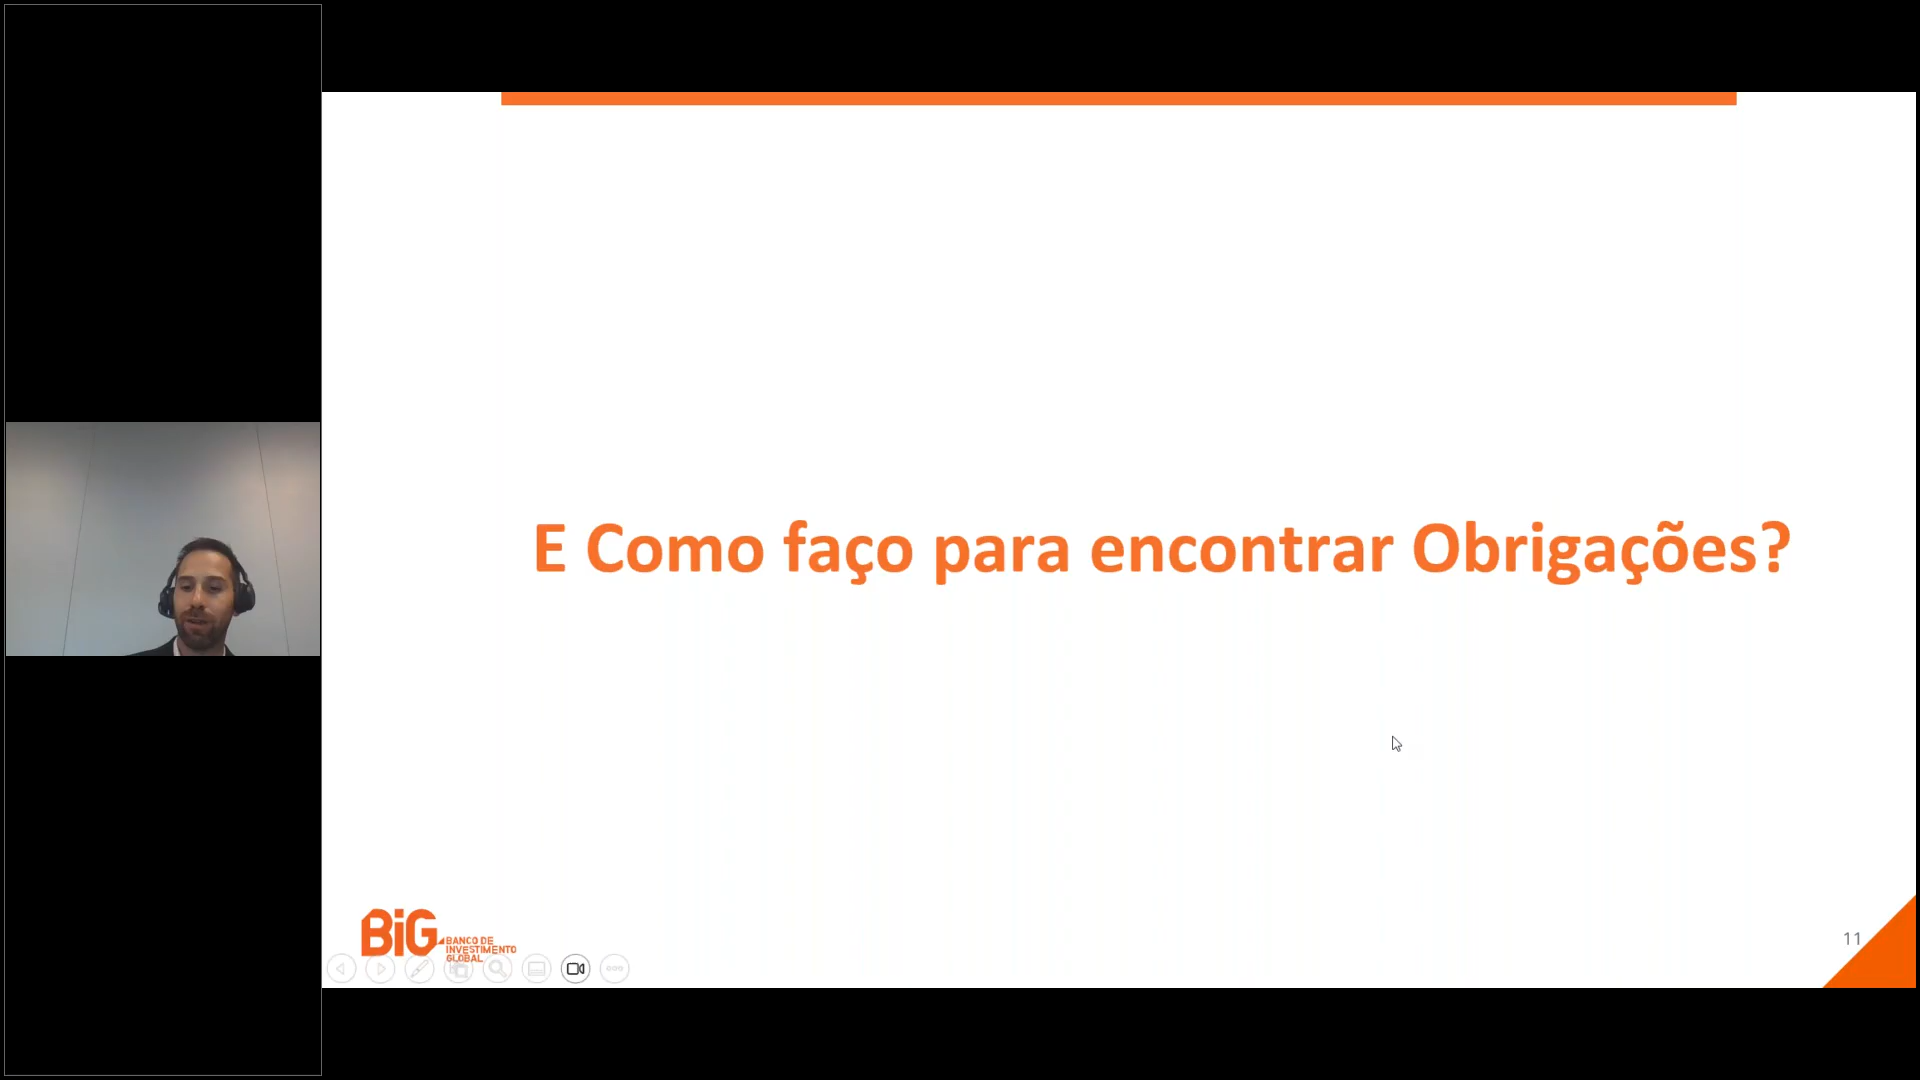 E Como faço para encontrar Obrigações?
BiG
BANCO DE
INVESTIMENTO
GLOBAL
11